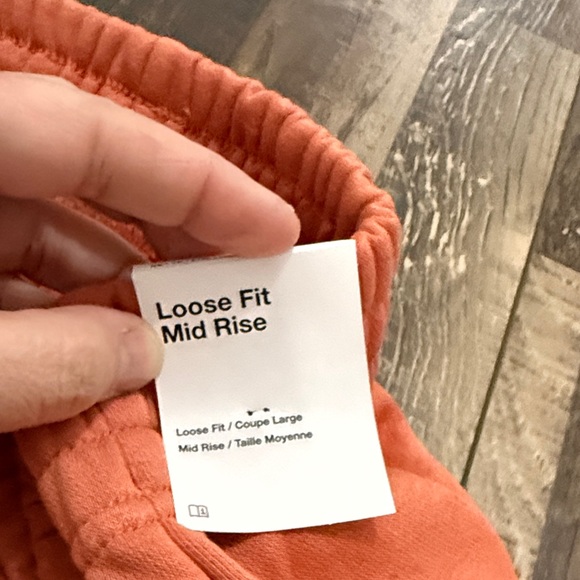 Loose Fit
Mid Rise
Loose Fit / Coupe Large
Mid Rise / Taille Moyenne